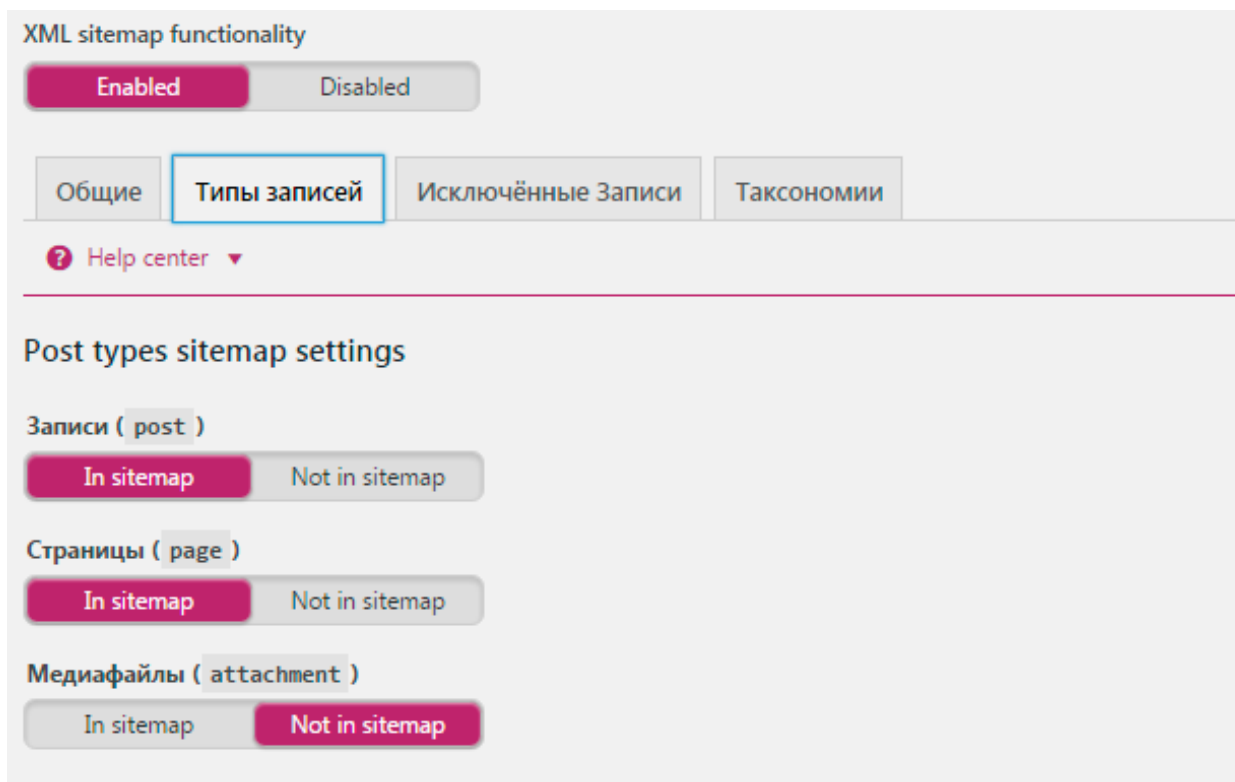 XML sitemap functionality
Enabled Disabled
Общие Типы записей Исключённые Записи Таксономии
? Help center
Post types sitemap settings
Записи ( post )
In sitemap Not in sitemap
Страницы ( page )
In sitemap Not in sitemap
Медиафайлы ( attachment )
In sitemap Not in sitemap